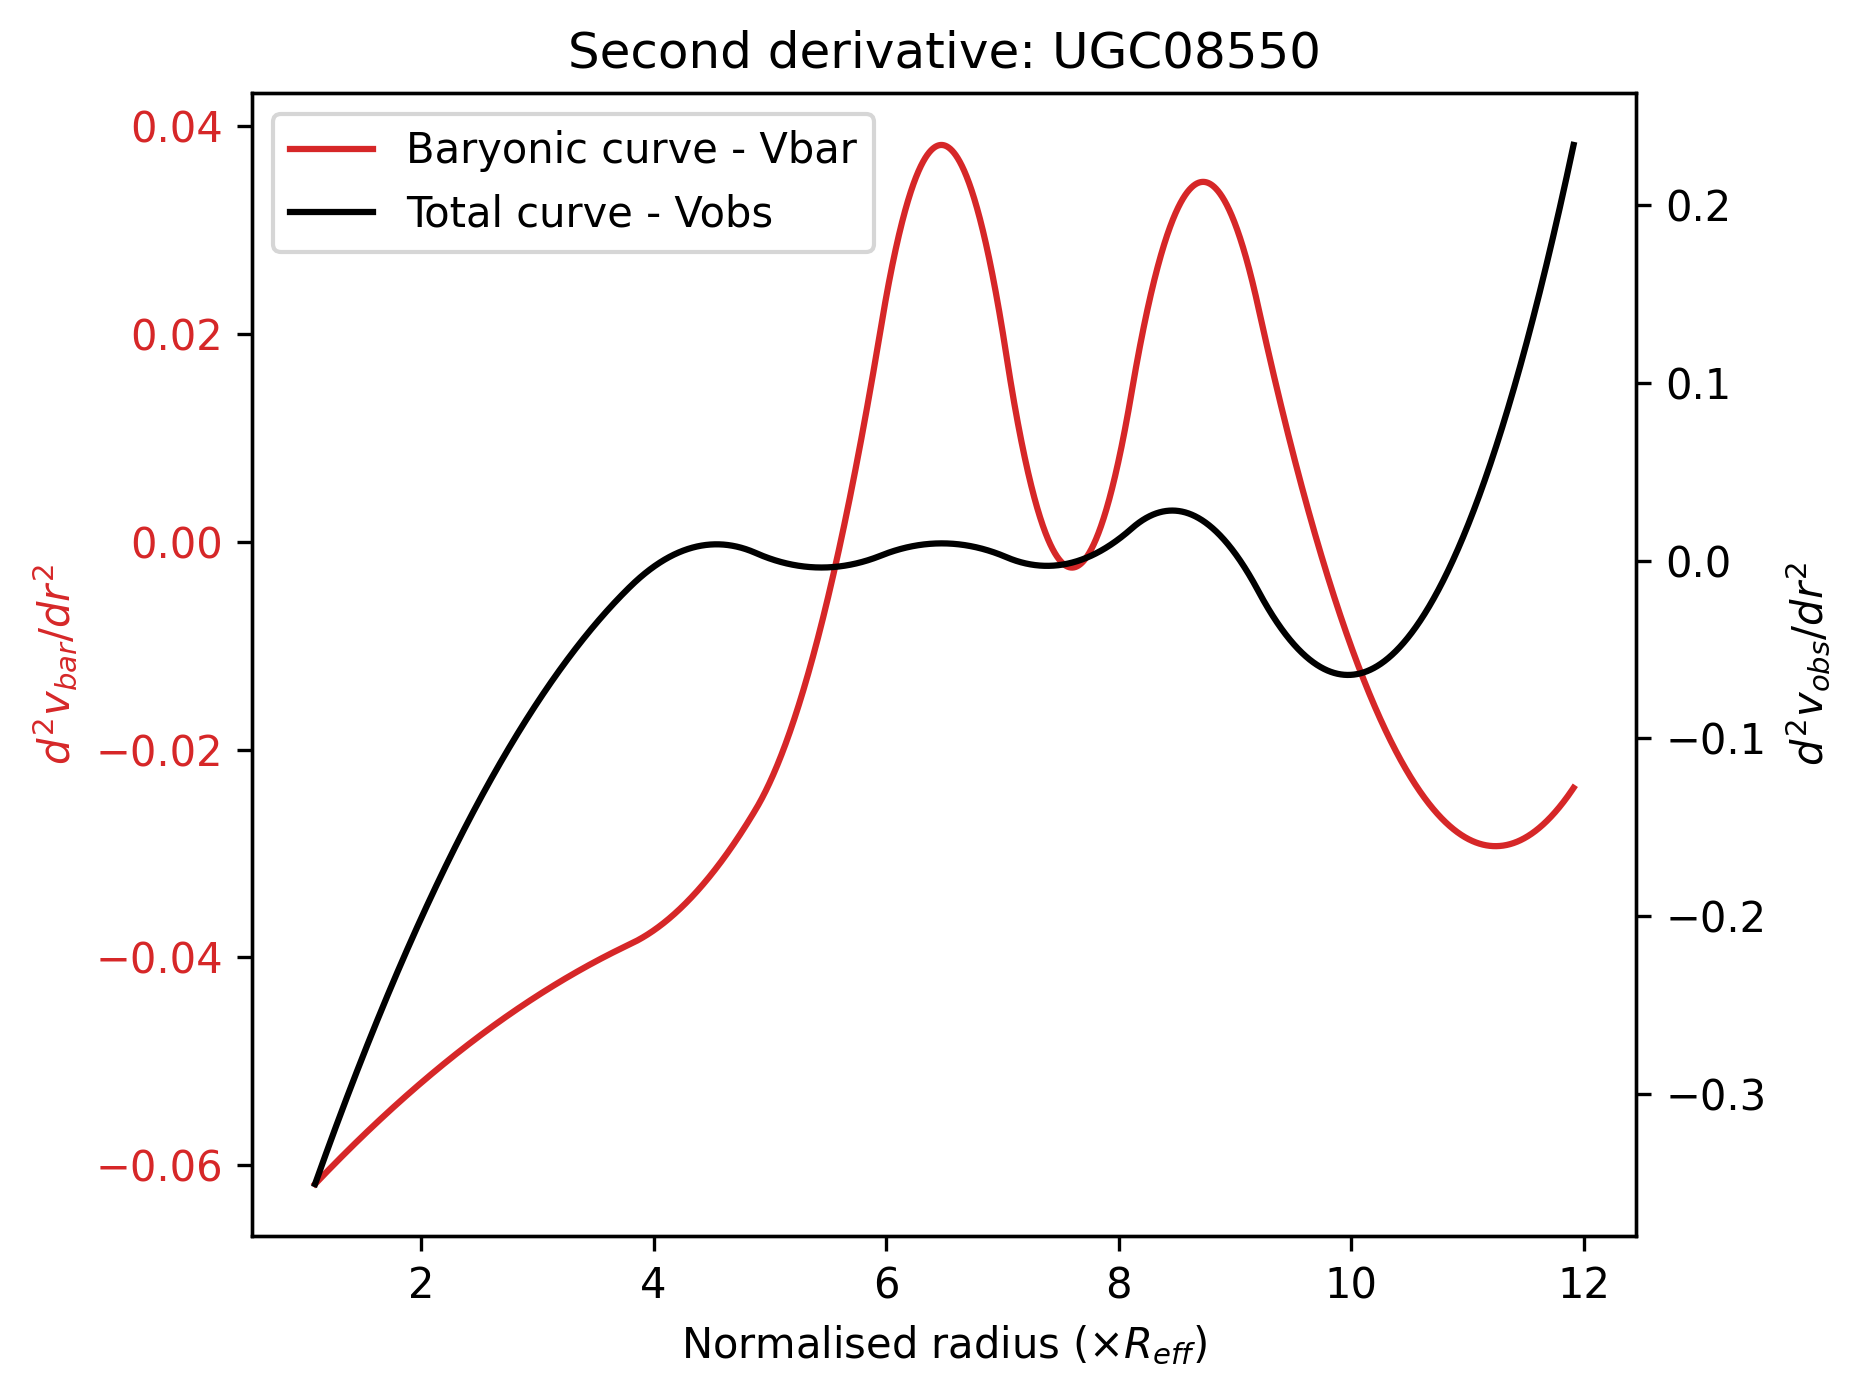 Second derivative: UGC08550
Baryonic curve - Vbar
Total curve - Vobs
0.04
0.02
0.00
−0.02
−0.04
−0.06
d²v_bar/dr²
0.2
0.1
0.0
−0.1
−0.2
−0.3
d²v_obs/dr²
2 4 6 8 10 12
Normalised radius (×R_eff)